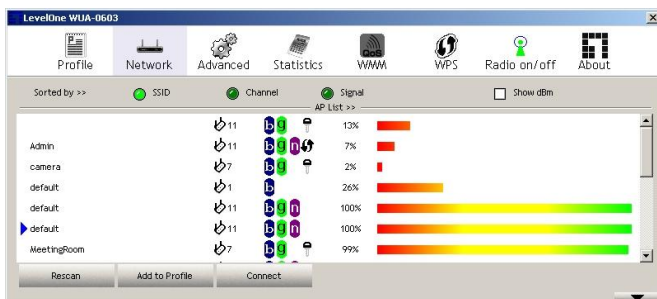 LevelOne WUA-0603
Profile Network Advanced Statistics QoS WMM WPS Radio on/off About
Sorted by >> SSID Channel Signal Show dBm
AP List >>
11 b g 13%
Admin 11 b g n 7%
camera 7 b g 2%
default 1 b 26%
default 11 b g n 100%
default 11 b g n 100%
MeetingRoom 7 b g 99%
Rescan Add to Profile Connect